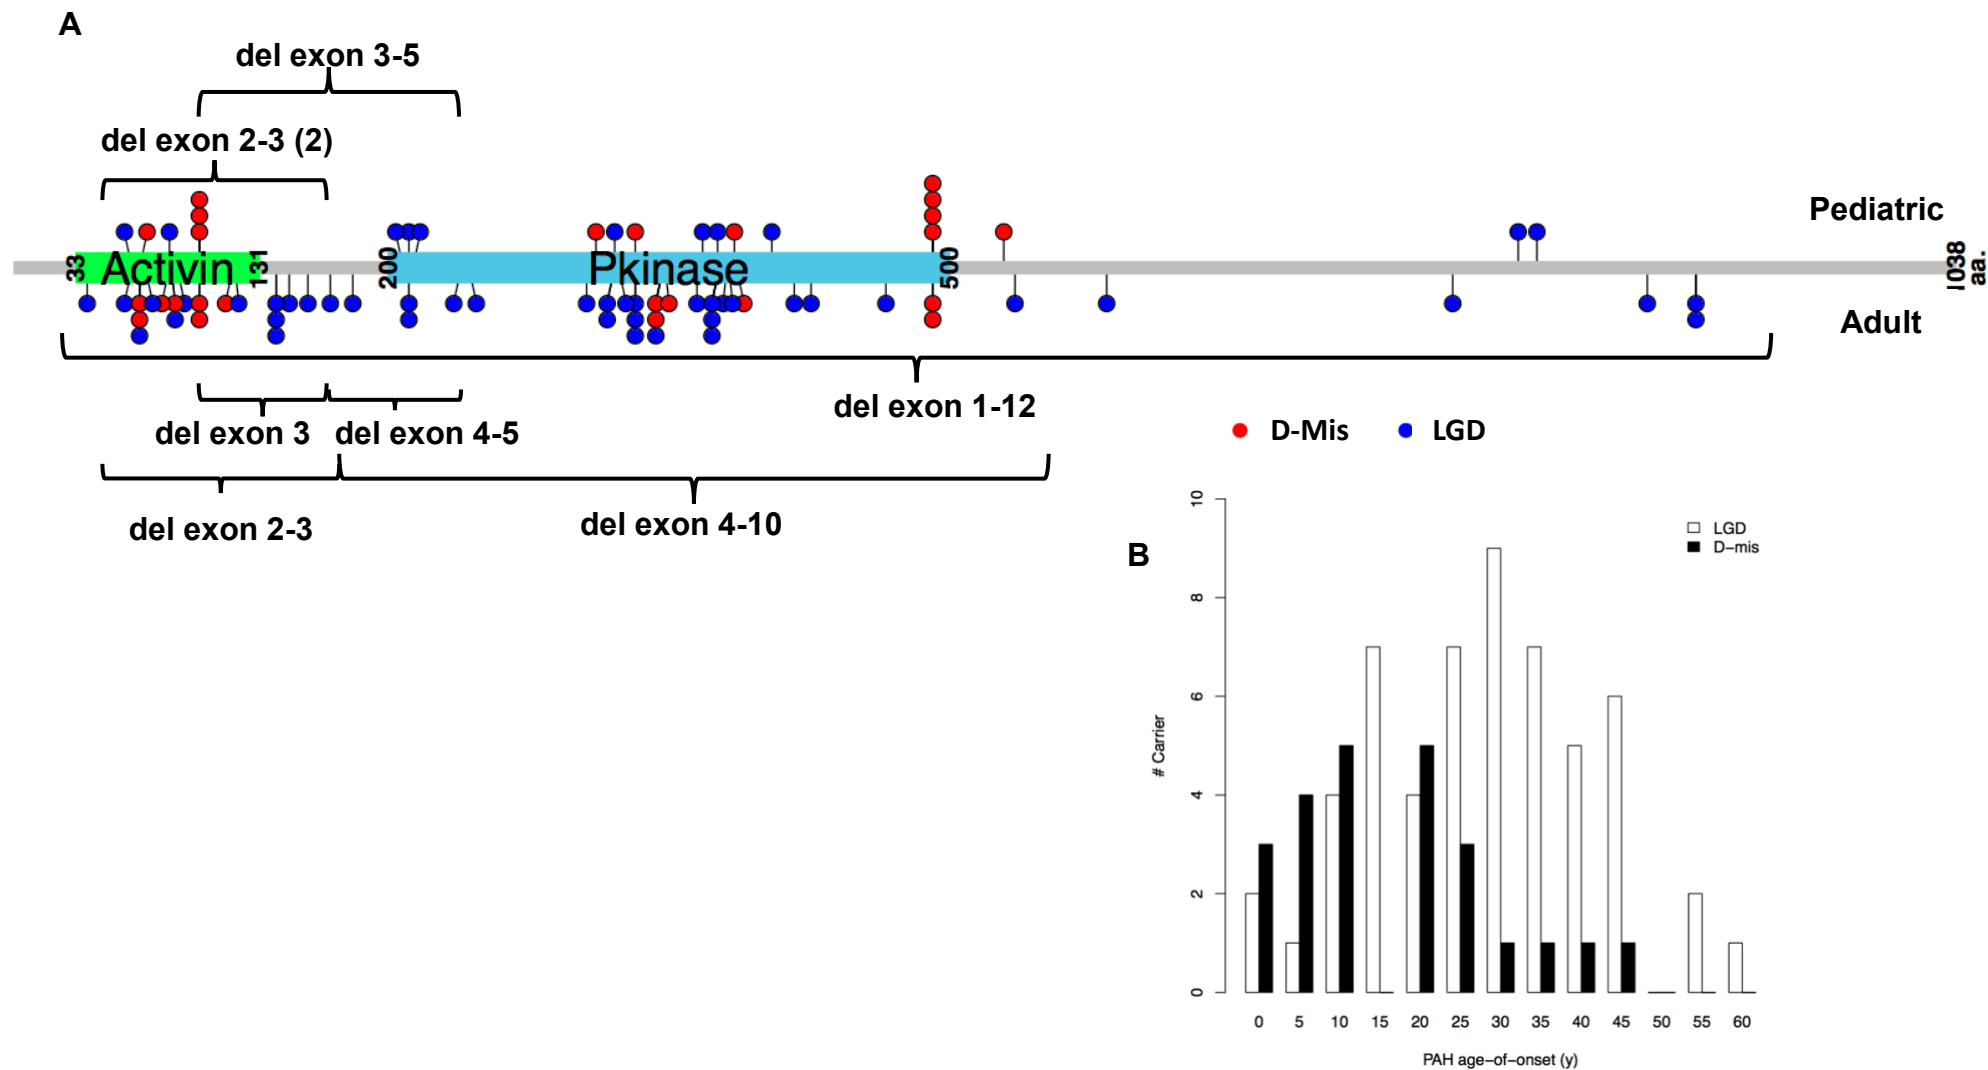 A
del exon 3-5
del exon 2-3 (2)
Pediatric
33 Activin 131 200 Pkinase 500 1038 aa.
Adult
del exon 1-12
del exon 3 del exon 4-5
D-Mis LGD
del exon 2-3 del exon 4-10
B
LGD
D-mis
# Carrier
10
8
6
4
2
0
0 5 10 15 20 25 30 35 40 45 50 55 60
PAH age-of-onset (y)